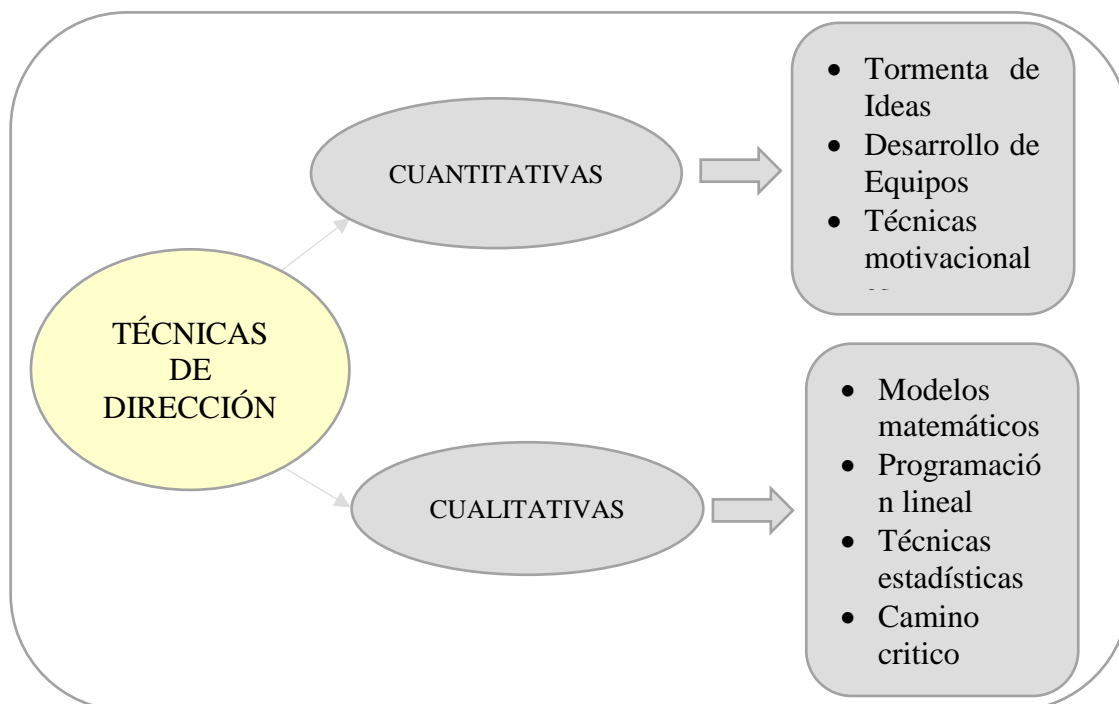 TÉCNICAS
DE
DIRECCIÓN
CUANTITATIVAS
• Tormenta de
Ideas
• Desarrollo de
Equipos
• Técnicas
motivacional
CUALITATIVAS
• Modelos
matemáticos
• Programació
n lineal
• Técnicas
estadísticas
• Camino
critico